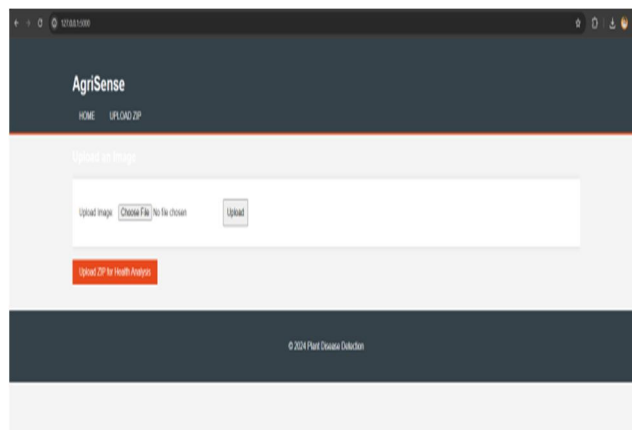 127.0.0.1:5000
AgriSense
HOME UPLOAD ZIP
Upload an Image
Upload Image Choose File No file chosen Upload
Upload ZIP for Health Analysis
© 2024 Plant Disease Detection